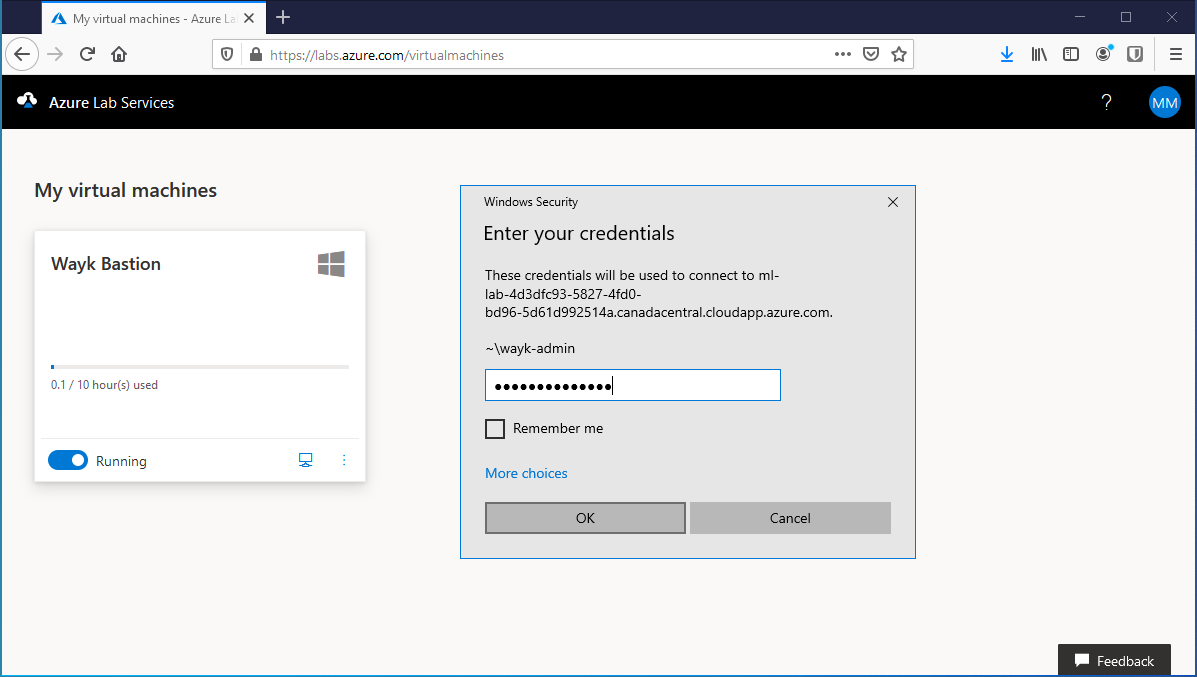 My virtual machines - Azure La
https://labs.azure.com/virtualmachines
Azure Lab Services
?
MM
My virtual machines
Wayk Bastion
0.1 / 10 hour(s) used
Running
Windows Security
Enter your credentials
These credentials will be used to connect to ml-
lab-4d3dfc93-5827-4fd0-
bd96-5d61d992514a.canadacentral.cloudapp.azure.com.
~\wayk-admin
●●●●●●●●●●●●●●
Remember me
More choices
OK
Cancel
Feedback